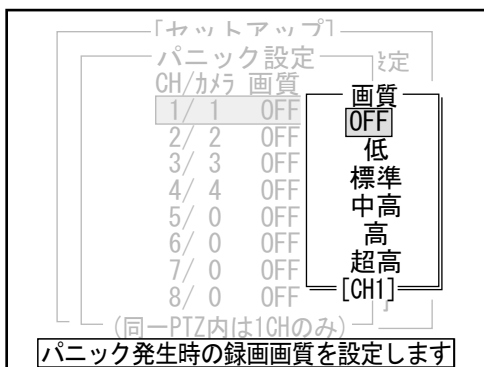 [セットアップ]
パニック設定
設定
CH/カメラ 画質
1/ 1 OFF
2/ 2 OFF
3/ 3 OFF
4/ 4 OFF
5/ 0 OFF
6/ 0 OFF
7/ 0 OFF
8/ 0 OFF
(同一PTZ内は1CHのみ)
]
画質
OFF
低
標準
中高
高
超高
[CH1]
パニック発生時の録画画質を設定します